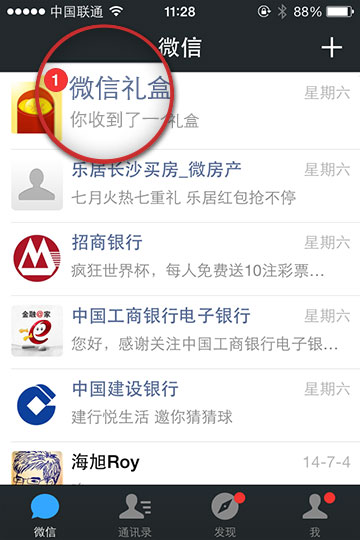 中国联通 11:28 88%
微信
1
微信礼盒 星期六
你收到了一个礼盒
乐居长沙买房_微房产 星期六
七月火热七重礼 乐居红包抢不停
招商银行 星期六
疯狂世界杯，每人免费送10注彩票…
金融@家
中国工商银行电子银行 星期六
您好，感谢关注中国工商银行电子银…
中国建设银行 星期六
建行悦生活 邀你猜猜球
海旭Roy 14-7-4
微信 通讯录 发现 我